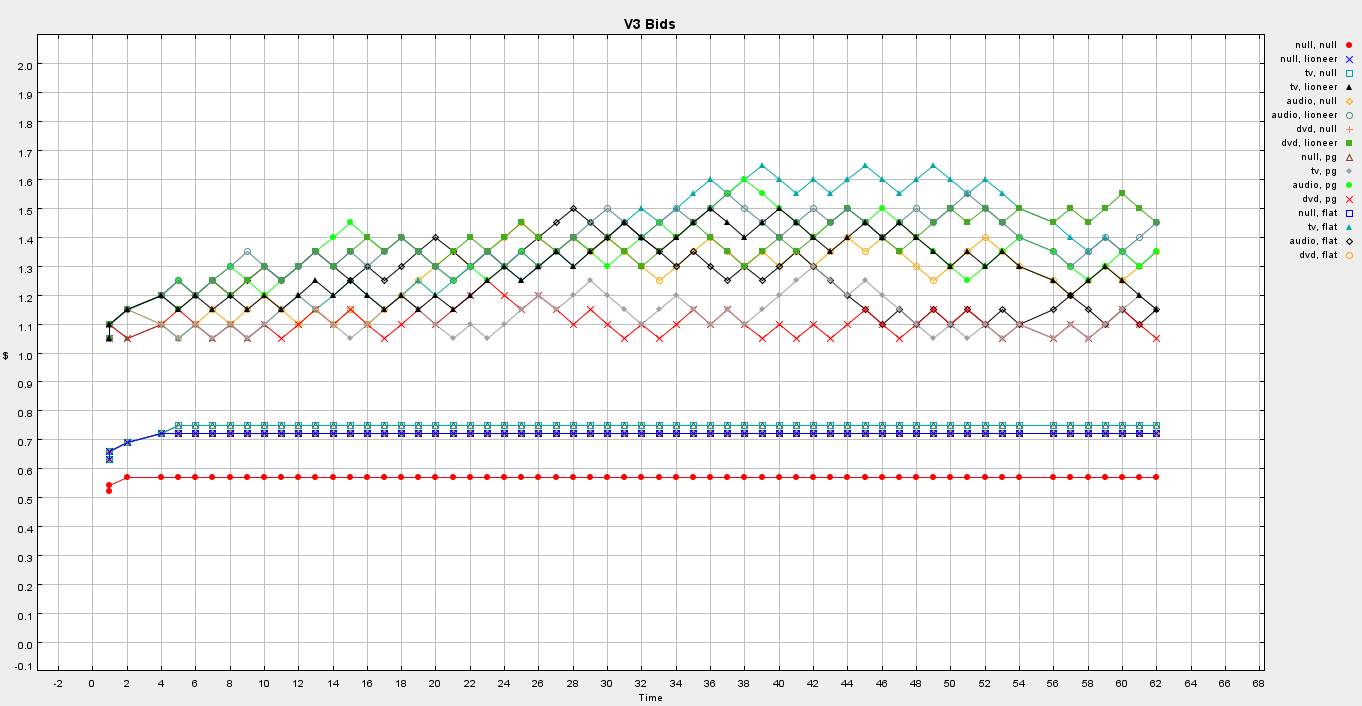 V3 Bids
2.0
1.9
1.8
1.7
1.6
1.5
1.4
1.3
1.2
1.1
1.0
0.9
0.8
0.7
0.6
0.5
0.4
0.3
0.2
0.1
0.0
-0.1
$
-2 0 2 4 6 8 10 12 14 16 18 20 22 24 26 28 30 32 34 36 38 40 42 44 46 48 50 52 54 56 58 60 62 64 66 68
Time
null, null
null, lioneer
tv, null
tv, lioneer
audio, null
audio, lioneer
dvd, null
dvd, lioneer
null, pg
tv, pg
audio, pg
dvd, pg
null, flat
tv, flat
audio, flat
dvd, flat